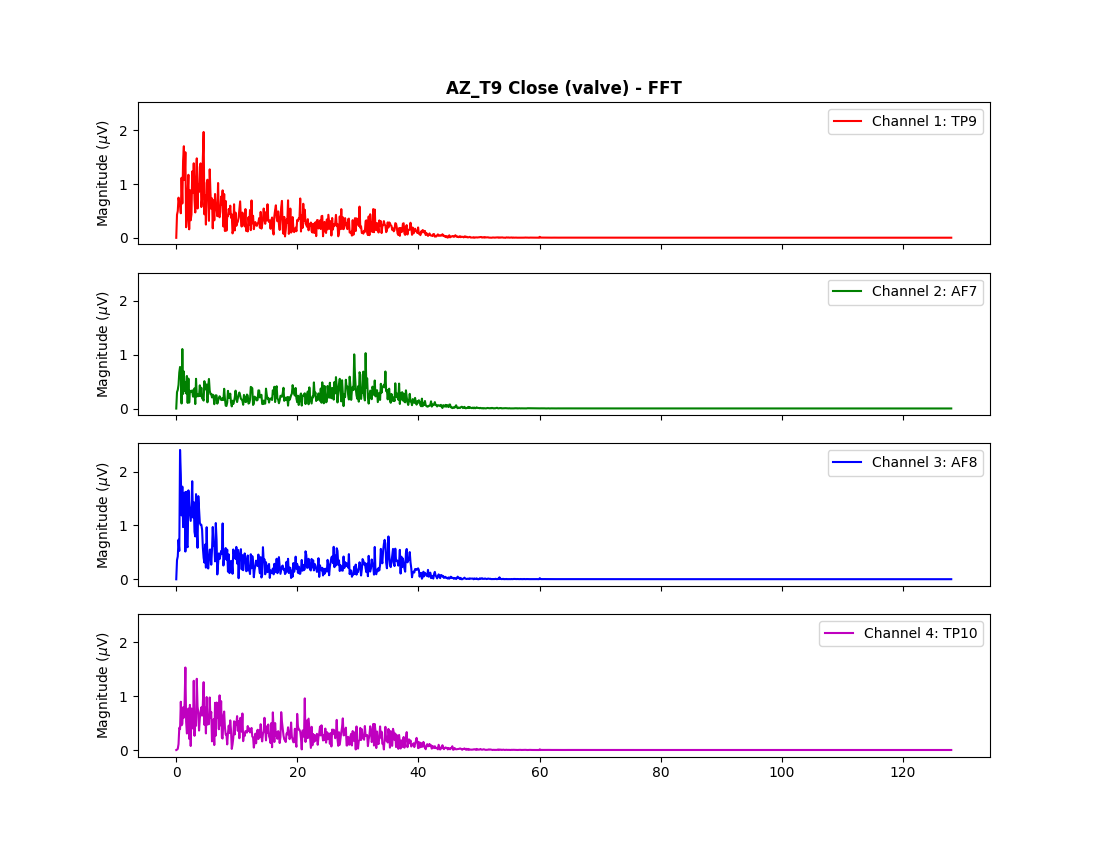 AZ_T9 Close (valve) - FFT
Magnitude (μV)
2
1
0
Channel 1: TP9
Magnitude (μV)
2
1
0
Channel 2: AF7
Magnitude (μV)
2
1
0
Channel 3: AF8
Magnitude (μV)
2
1
0
Channel 4: TP10
0 20 40 60 80 100 120